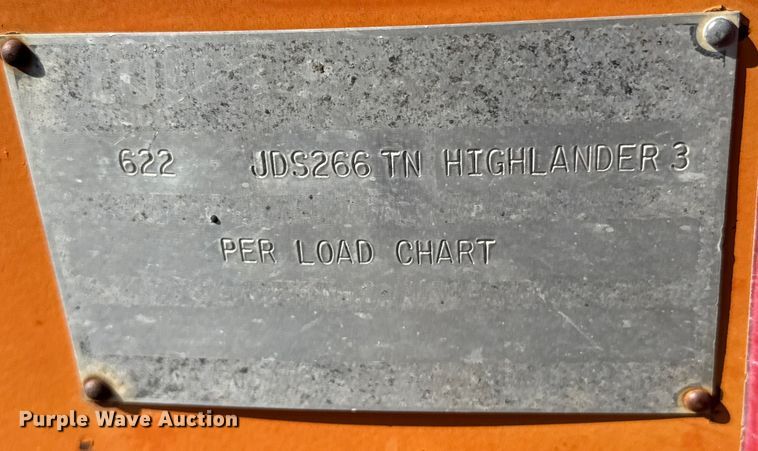 622 JDS266 TN HIGHLANDER 3
PER LOAD CHART
Purple Wave Auction